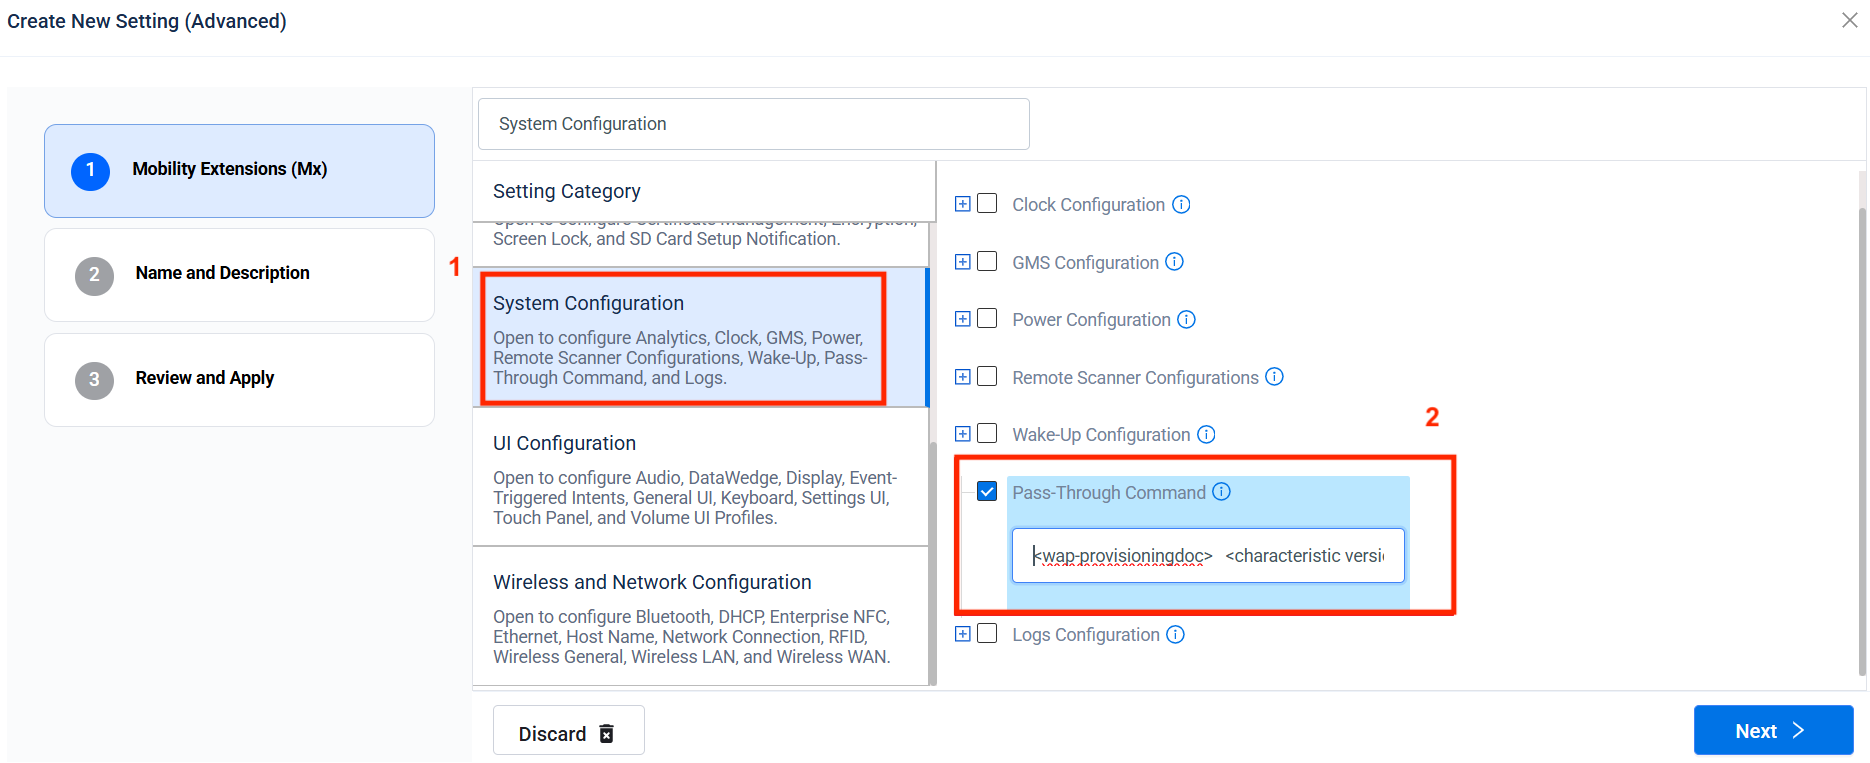 Create New Setting (Advanced)
1
Mobility Extensions (Mx)
2
Name and Description
3
Review and Apply
System Configuration
Setting Category
Open to configure Certificate Management, Encryption,
Screen Lock, and SD Card Setup Notification.
1
System Configuration
Open to configure Analytics, Clock, GMS, Power,
Remote Scanner Configurations, Wake-Up, Pass-
Through Command, and Logs.
UI Configuration
Open to configure Audio, DataWedge, Display, Event-
Triggered Intents, General UI, Keyboard, Settings UI,
Touch Panel, and Volume UI Profiles.
Wireless and Network Configuration
Open to configure Bluetooth, DHCP, Enterprise NFC,
Ethernet, Host Name, Network Connection, RFID,
Wireless General, Wireless LAN, and Wireless WAN.
Clock Configuration
GMS Configuration
Power Configuration
Remote Scanner Configurations
Wake-Up Configuration
2
Pass-Through Command
<wap-provisioningdoc> <characteristic versi
Logs Configuration
Discard
Next